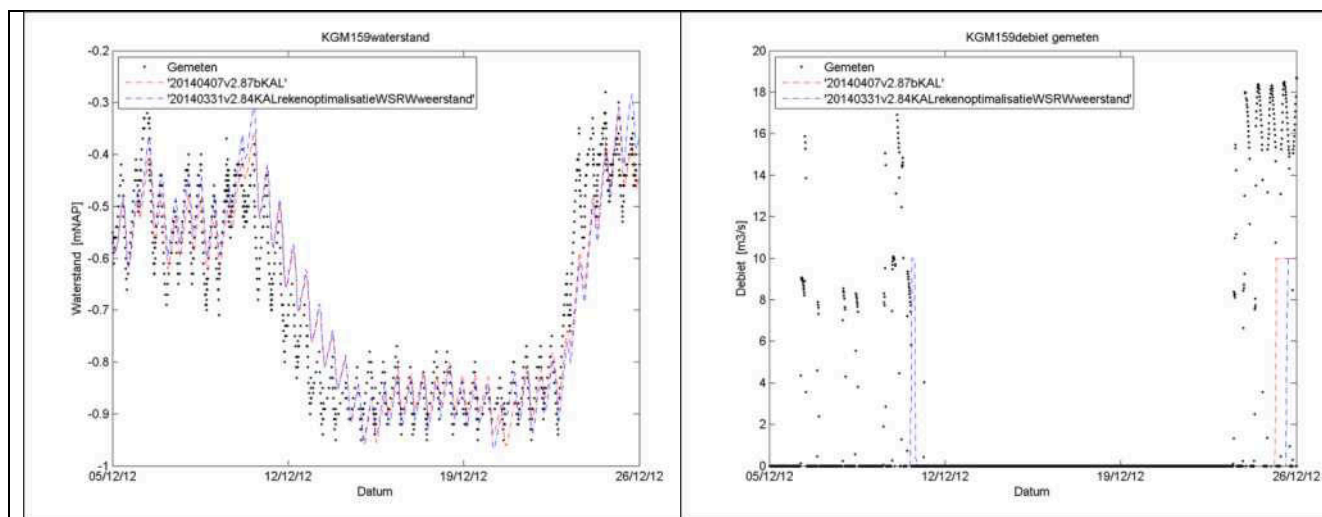 KGM159waterstand
-0.2
Gemeten
'20140407v2.87bKAL'
'20140331v2.84KALrekenoptimalisatieWSRWweerstand'
-0.3
-0.4
-0.5
-0.6
-0.7
-0.8
-0.9
-1
Waterstand [mNAP]
05/12/12 12/12/12 19/12/12 26/12/12
Datum
KGM159debiet gemeten
20
Gemeten
'20140407v2.87bKAL'
'20140331v2.84KALrekenoptimalisatieWSRWweerstand'
18
16
14
12
10
8
6
4
2
0
Debiet [m3/s]
05/12/12 12/12/12 19/12/12 26/12/12
Datum